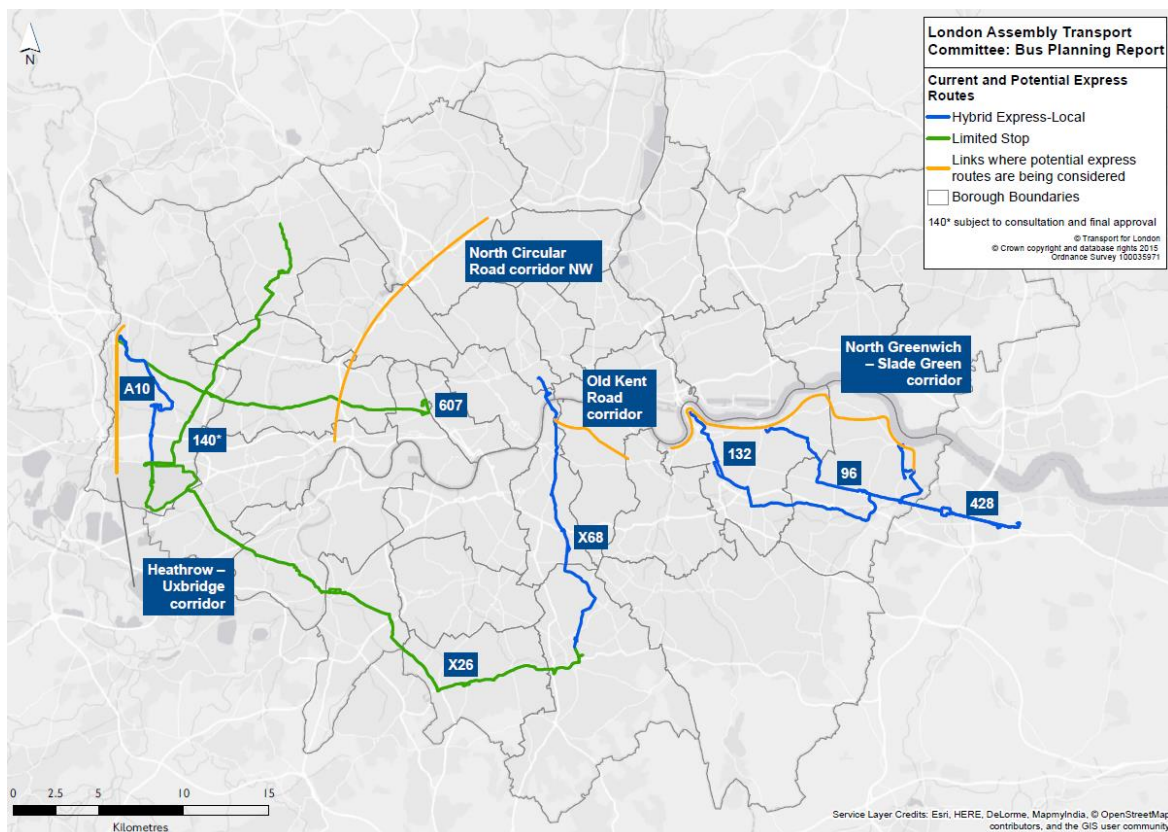 London Assembly Transport
Committee: Bus Planning Report
Current and Potential Express
Routes
Hybrid Express-Local
Limited Stop
Links where potential express
routes are being considered
Borough Boundaries
140* subject to consultation and final approval
© Transport for London
© Crown copyright and database rights 2015
Ordnance Survey 100035971
N
North Circular
Road corridor NW
North Greenwich
– Slade Green
corridor
Old Kent
Road
corridor
A10
607
140*
132
96
428
X68
Heathrow –
Uxbridge
corridor
X26
0 2.5 5 10 15
Kilometres
Service Layer Credits: Esri, HERE, DeLorme, MapmyIndia, © OpenStreetMap
contributors, and the GIS user community